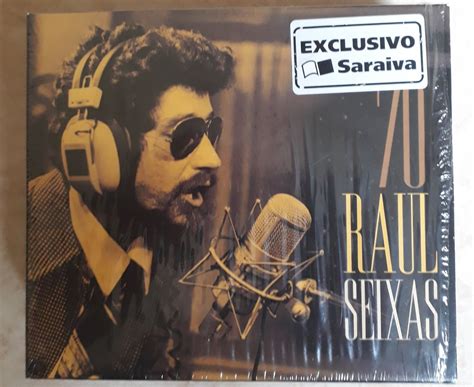 EXCLUSIVO
Saraiva
70
RAUL
SEIXAS